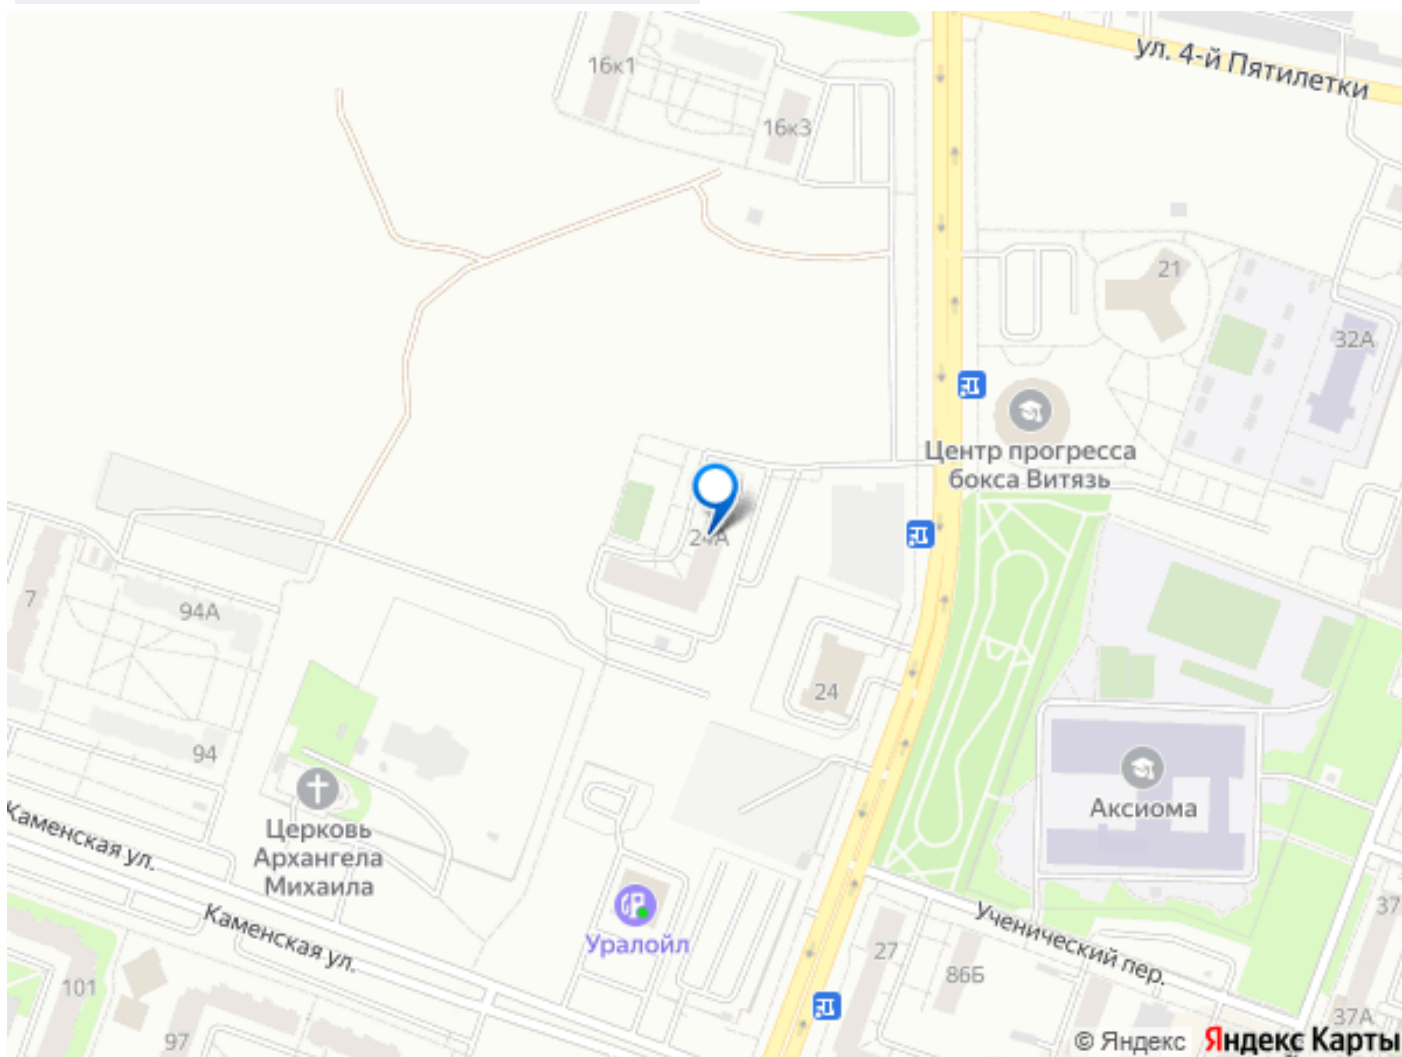 ул. 4-й Пятилетки
16к1
16к3
21
32А
Центр прогресса
бокса Витязь
24А
7
94А
24
94
Аксиома
Церковь
Архангела
Михаила
Каменская ул.
Каменская ул.
Уралойл
Ученический пер.
37
27
86Б
101
97
37А
© Яндекс Яндекс Карты